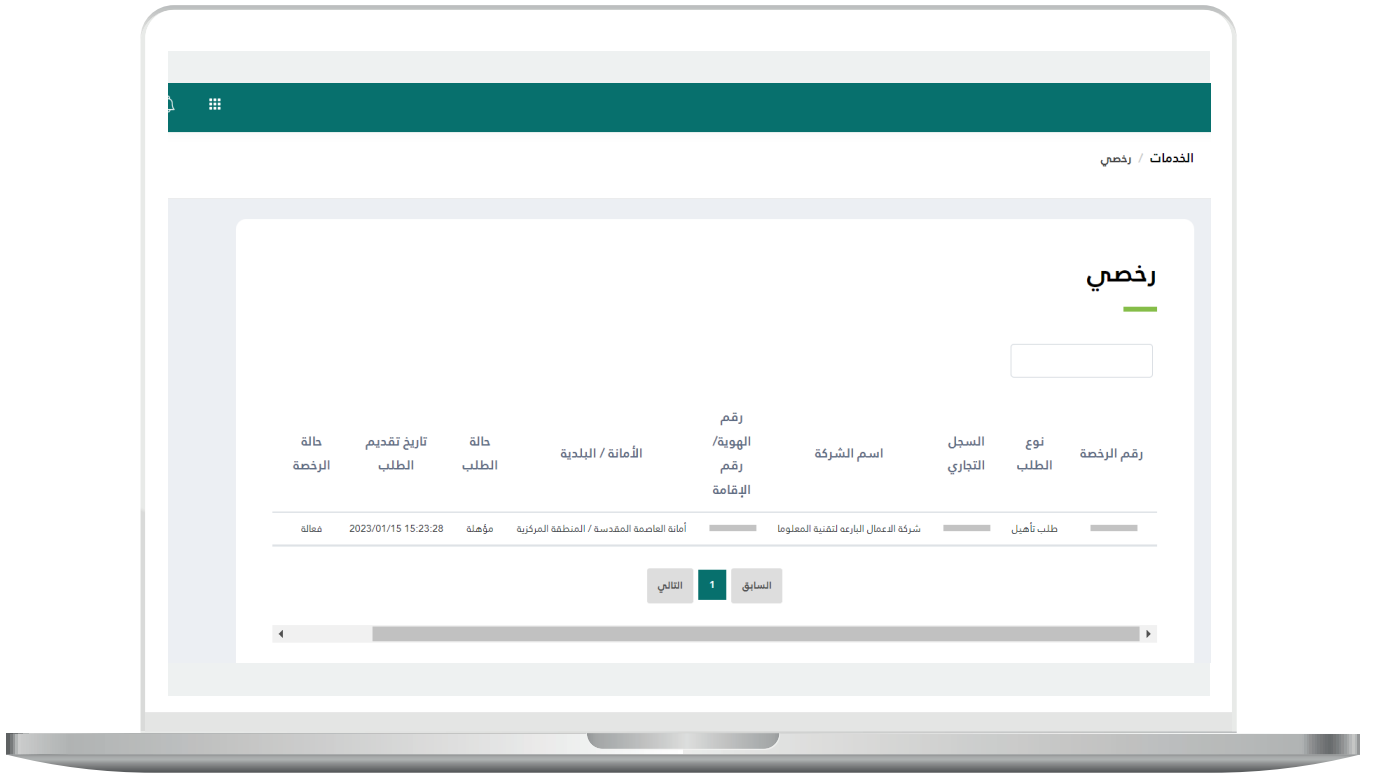 الخدمات / رخصي
رخصي
رقم الرخصة
نوع الطلب
السجل التجاري
اسم الشركة
رقم الهوية/ رقم الإقامة
الأمانة / البلدية
حالة الطلب
تاريخ تقديم الطلب
حالة الرخصة
طلب تأهيل
شركة الاعمال البارعه لتقنية المعلوما
أمانة العاصمة المقدسة / المنطقة المركزية
مؤهلة
2023/01/15 15:23:28
فعالة
السابق 1 التالي